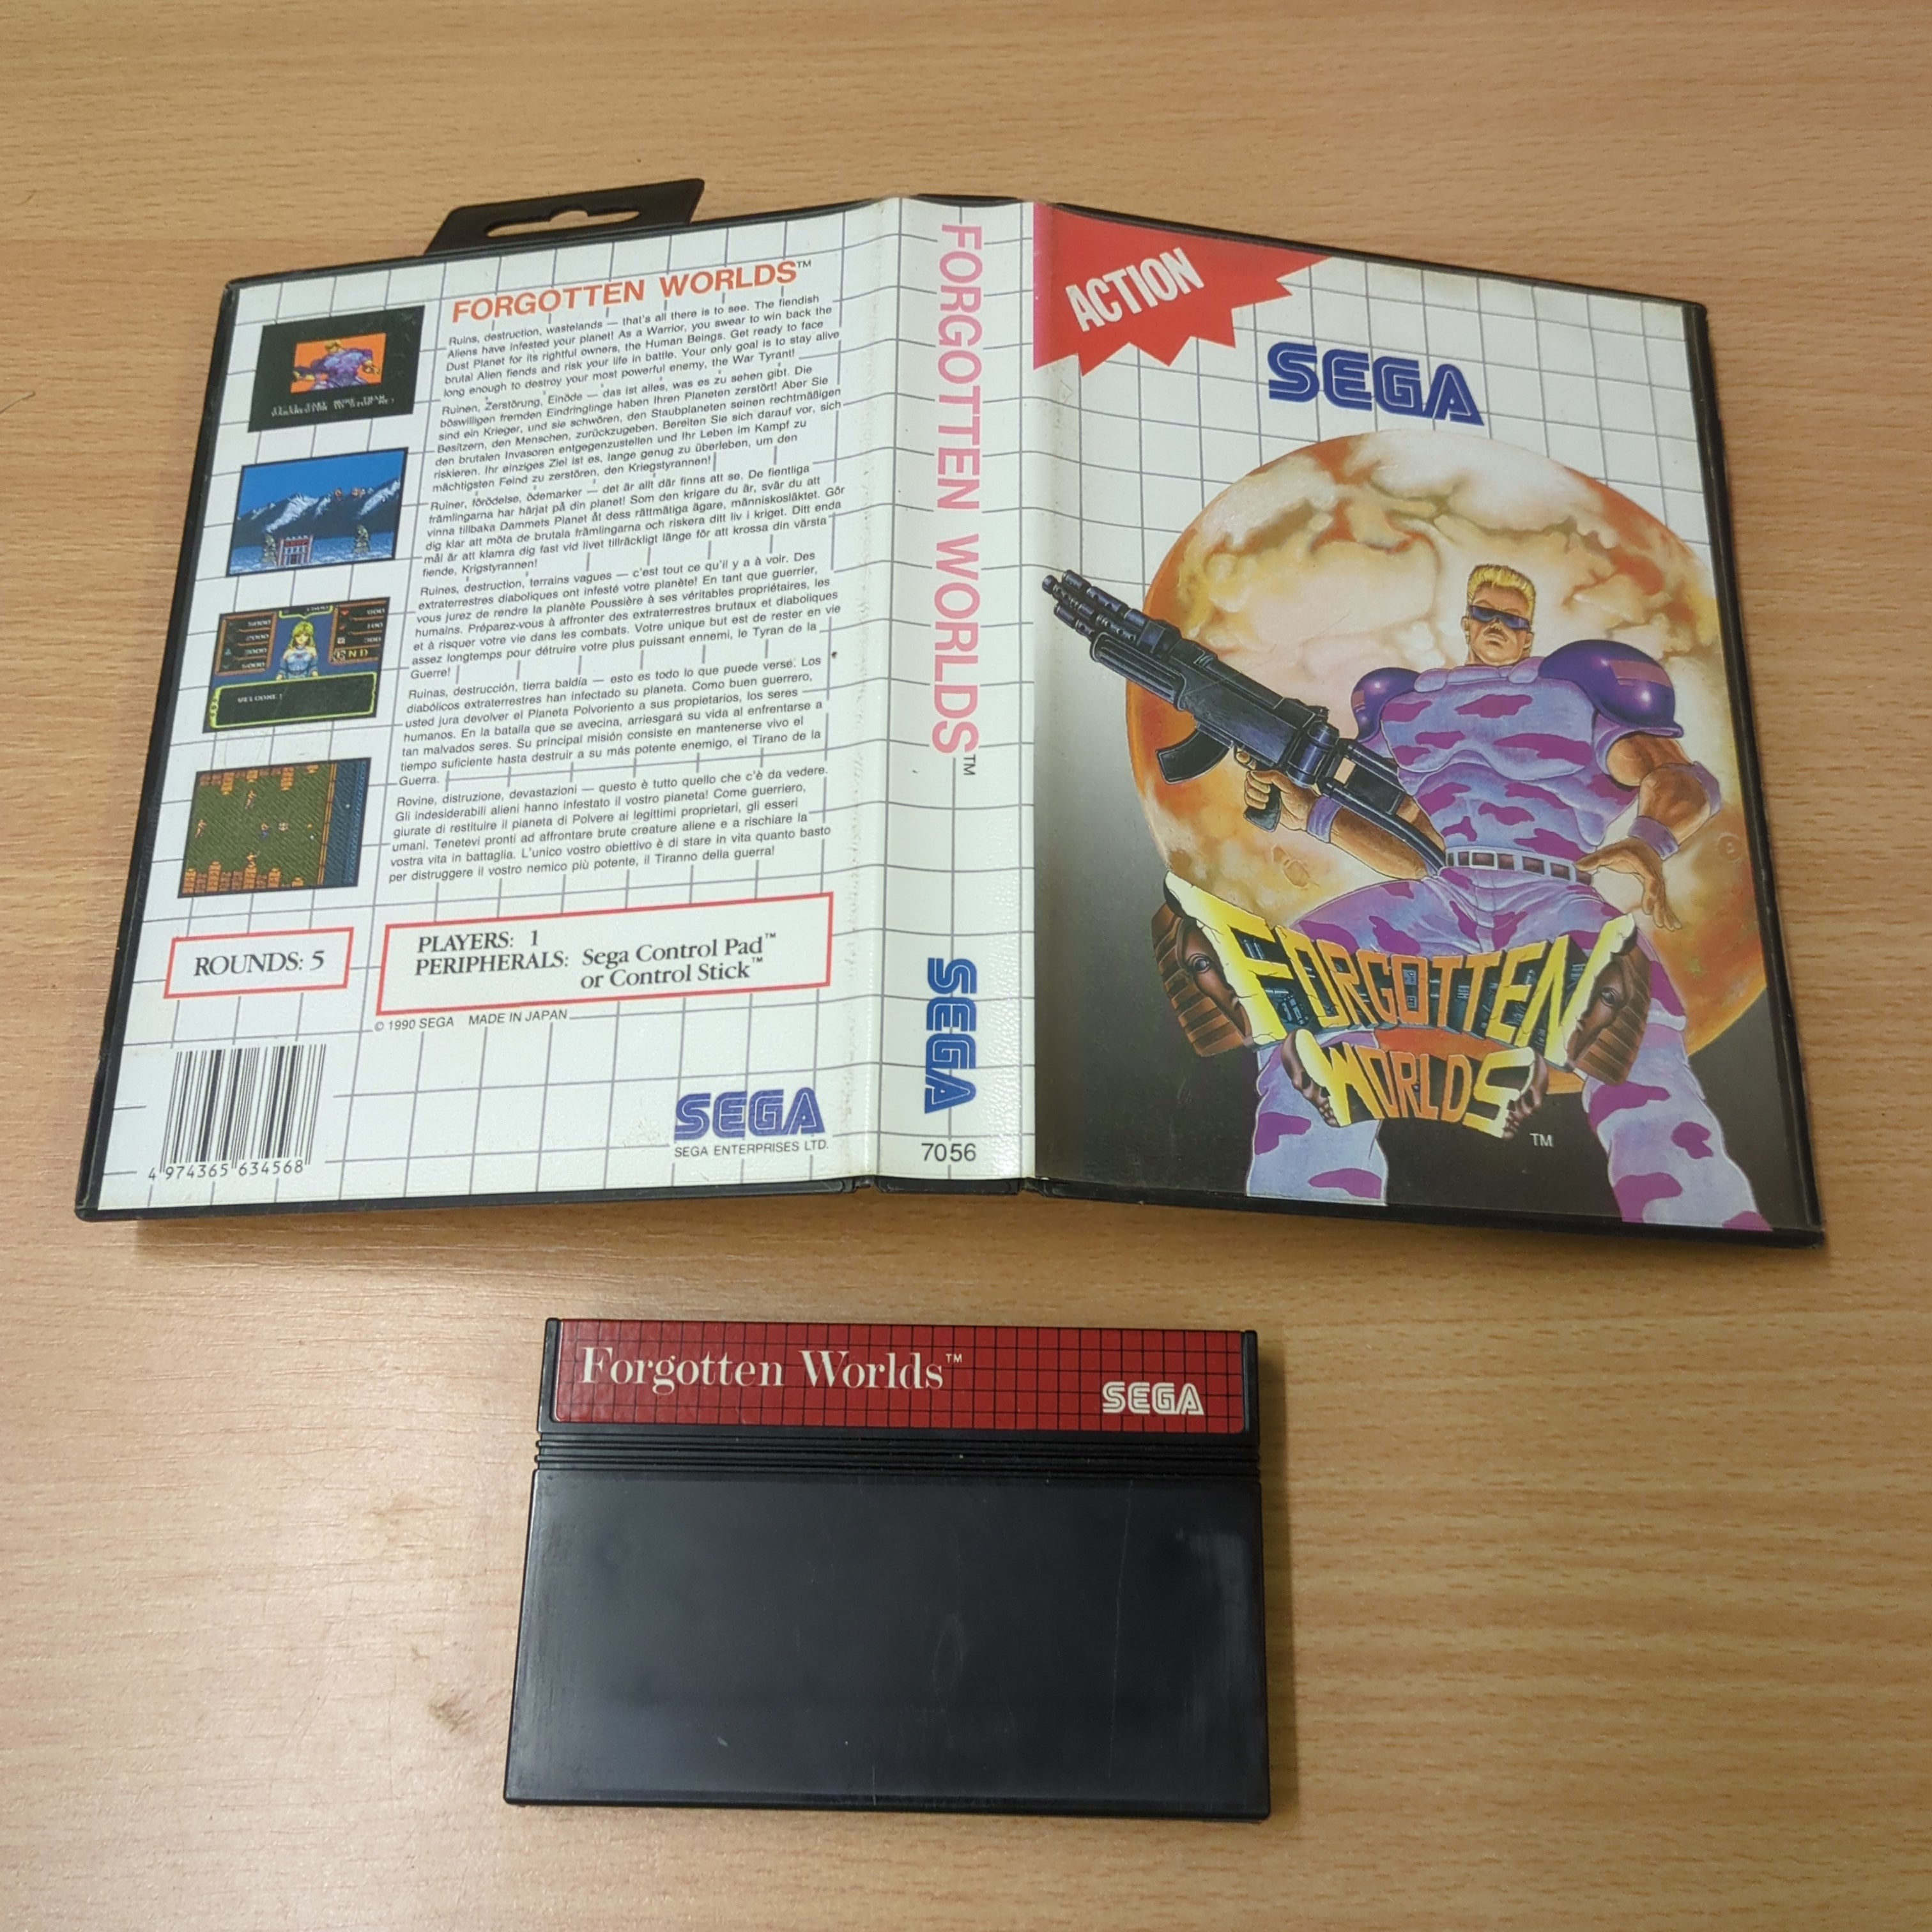 FORGOTTEN WORLDS™
Ruins, destruction, wastelands — that's all there is to see. The fiendish
Aliens have infested your planet! As a Warrior, you swear to win back the
Dust Planet for its rightful owners, the Human Beings. Get ready to face
brutal Alien fiends and risk your life in battle. Your only goal is to stay alive
long enough to destroy your most powerful enemy, the War Tyrant!
Ruinen, Zerstörung, Einöde — das ist alles, was es zu sehen gibt. Die
böswilligen fremden Eindringlinge haben Ihren Planeten zerstört! Aber Sie
sind ein Krieger, und sie schwören, den Staubplaneten seinen rechtmäßigen
Besitzern, den Menschen, zurückzugeben. Bereiten Sie sich darauf vor, sich
den brutalen Invasoren entgegenzustellen und Ihr Leben im Kampf zu
riskieren. Ihr einziges Ziel ist es, lange genug zu überleben, um den
mächtigsten Feind zu zerstören, den Kriegstyrannen!
Ruiner, förödelse, ödemarker — det är allt där finns att se. De fientliga
främlingarna har härjat på din planet! Som den krigare du är, svär du att
vinna tillbaka Dammets Planet åt dess rättmätiga ägare, människosläktet. Gör
dig klar att möta de brutala främlingarna och riskera ditt liv i kriget. Ditt enda
mål är att klamra dig fast vid livet tillräckligt länge för att krossa din värsta
fiende, Krigstyrannen!
Ruines, destruction, terrains vagues — c'est tout ce qu'il y a à voir. Des
extraterrestres diaboliques ont infesté votre planète! En tant que guerrier,
vous jurez de rendre la planète Poussière à ses véritables propriétaires, les
humains. Préparez-vous à affronter des extraterrestres brutaux et diaboliques
et à risquer votre vie dans les combats. Votre unique but est de rester en vie
assez longtemps pour détruire votre plus puissant ennemi, le Tyran de la
Guerre!
Ruinas, destrucción, tierra baldía — esto es todo lo que puede verse. Los
diabólicos extraterrestres han infectado su planeta. Como buen guerrero,
usted jura devolver el Planeta Polvoriento a sus propietarios, los seres
humanos. En la batalla que se avecina, arriesgará su vida al enfrentarse a
tan malvados seres. Su principal misión consiste en mantenerse vivo el
tiempo suficiente hasta destruir a su más potente enemigo, el Tirano de la
Guerra.
Rovine, distruzione, devastazioni — questo è tutto quello che c'è da vedere.
Gli indesiderabili alieni hanno infestato il vostro pianeta! Come guerriero,
giurate di restituire il pianeta di Polvere ai legittimi proprietari, gli esseri
umani. Tenetevi pronti ad affrontare brute creature aliene e a rischiare la
vostra vita in battaglia. L'unico vostro obiettivo è di stare in vita quanto basto
per distruggere il vostro nemico più potente, il Tiranno della guerra!
5000
2000
3000
5000
900
100
300
END
WELCOME!
ROUNDS: 5
PLAYERS: 1
PERIPHERALS: Sega Control Pad™
or Control Stick™
© 1990 SEGA MADE IN JAPAN
4 974365 634568
SEGA
SEGA ENTERPRISES LTD.
FORGOTTEN WORLDS™
SEGA
7056
ACTION
SEGA
FORGOTTEN
WORLDS
TM
Forgotten Worlds™
SEGA